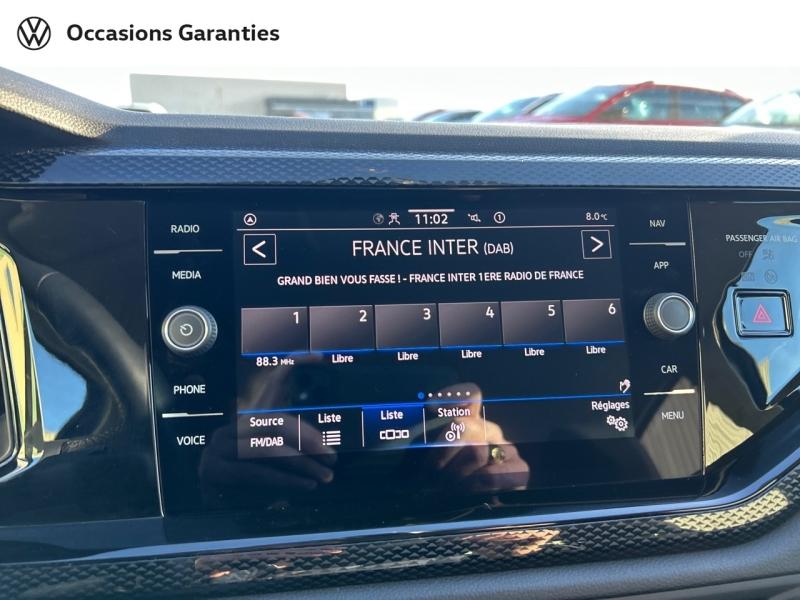 Occasions Garanties
RADIO
MEDIA
PHONE
VOICE
11:02
1
8.0°C
FRANCE INTER (DAB)
GRAND BIEN VOUS FASSE ! - FRANCE INTER 1ERE RADIO DE FRANCE
1 2 3 4 5 6
88.3 MHz Libre Libre Libre Libre Libre
Source Liste Liste Station Réglages
FM/DAB
NAV
APP
CAR
MENU
PASSENGER AIR BAG
OFF